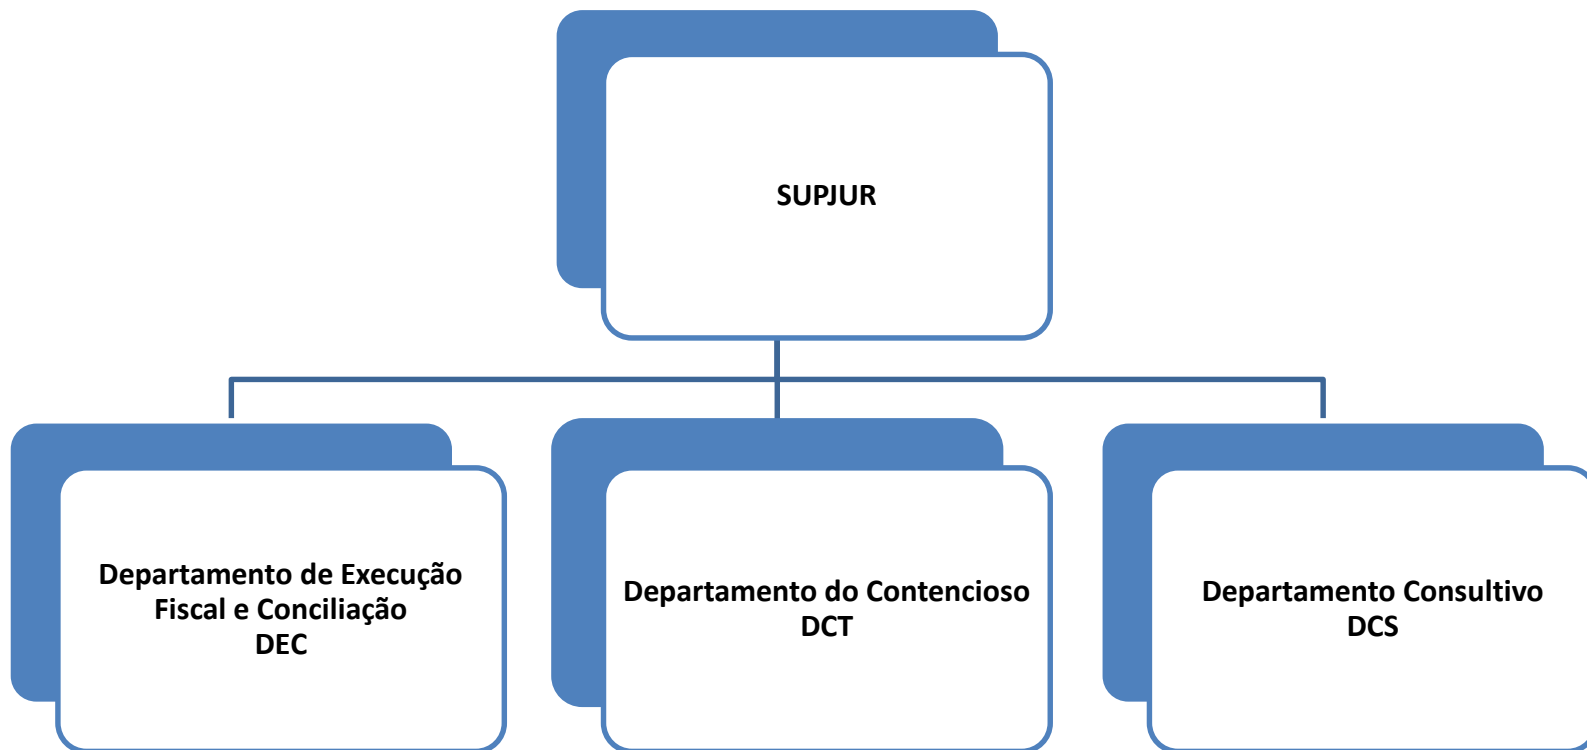 SUPJUR
Departamento de Execução
Fiscal e Conciliação
DEC
Departamento do Contencioso
DCT
Departamento Consultivo
DCS